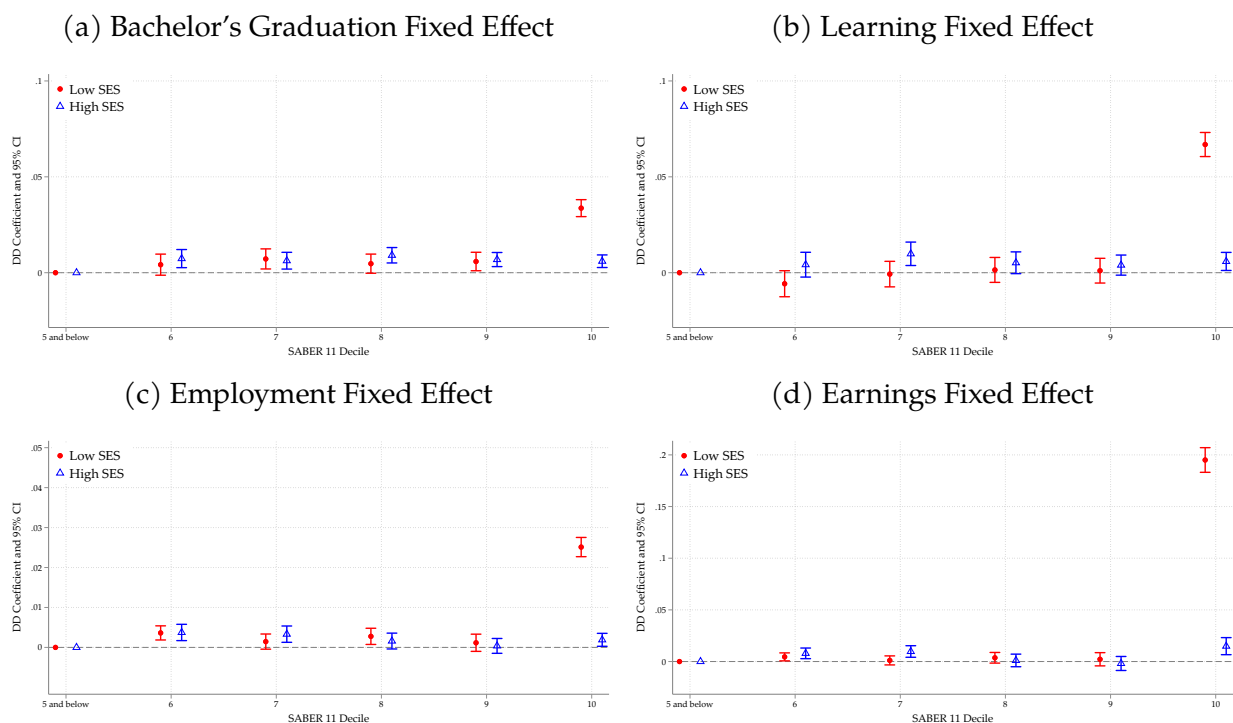 (a) Bachelor's Graduation Fixed Effect
DD Coefficient and 95% CI
.1
.05
0
Low SES
High SES
5 and below 6 7 8 9 10
SABER 11 Decile
(b) Learning Fixed Effect
DD Coefficient and 95% CI
.1
.05
0
Low SES
High SES
5 and below 6 7 8 9 10
SABER 11 Decile
(c) Employment Fixed Effect
DD Coefficient and 95% CI
.05
.04
.03
.02
.01
0
Low SES
High SES
5 and below 6 7 8 9 10
SABER 11 Decile
(d) Earnings Fixed Effect
DD Coefficient and 95% CI
.2
.15
.1
.05
0
Low SES
High SES
5 and below 6 7 8 9 10
SABER 11 Decile